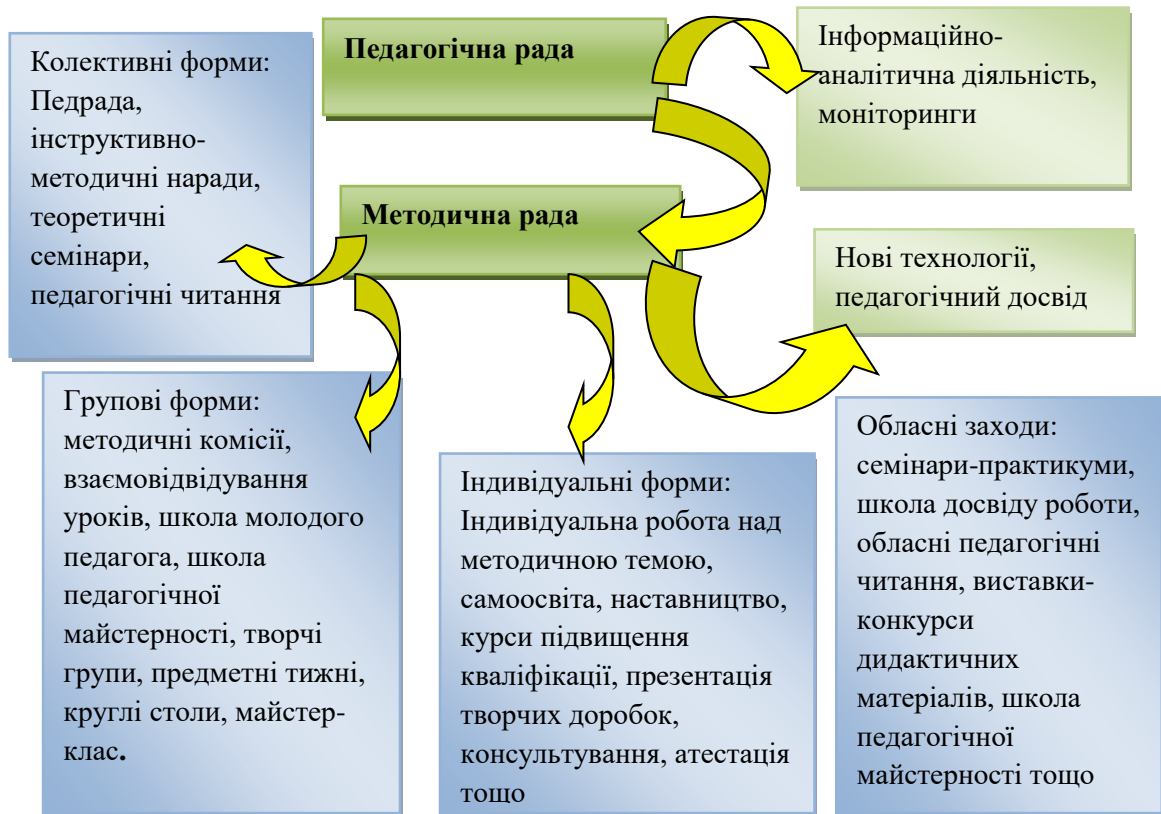 Колективні форми:
Педрада,
інструктивно-
методичні наради,
теоретичні
семінари,
педагогічні читання
Педагогічна рада
Інформаційно-
аналітична діяльність,
моніторинги
Методична рада
Нові технології,
педагогічний досвід
Групові форми:
методичні комісії,
взаємовідвідування
уроків, школа молодого
педагога, школа
педагогічної
майстерності, творчі
групи, предметні тижні,
круглі столи, майстер-
клас.
Індивідуальні форми:
Індивідуальна робота над
методичною темою,
самоосвіта, наставництво,
курси підвищення
кваліфікації, презентація
творчих доробок,
консультування, атестація
тощо
Обласні заходи:
семінари-практикуми,
школа досвіду роботи,
обласні педагогічні
читання, виставки-
конкурси
дидактичних
матеріалів, школа
педагогічної
майстерності тощо